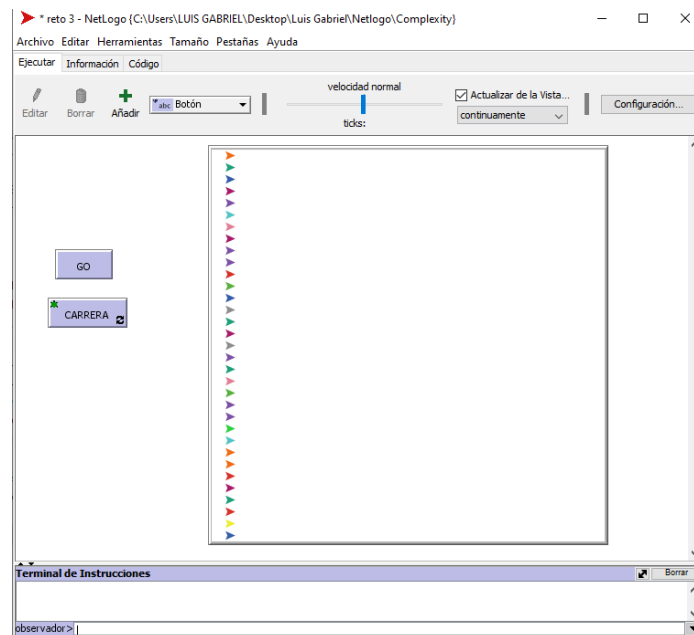 * reto 3 - NetLogo {C:\Users\LUIS GABRIEL\Desktop\Luis Gabriel\Netlogo\Complexity}
Archivo Editar Herramientas Tamaño Pestañas Ayuda
Ejecutar Información Código
Editar Borrar Añadir abc Botón velocidad normal ticks: Actualizar de la Vista... continuamente Configuración...
GO
CARRERA
Terminal de Instrucciones Borrar
observador>